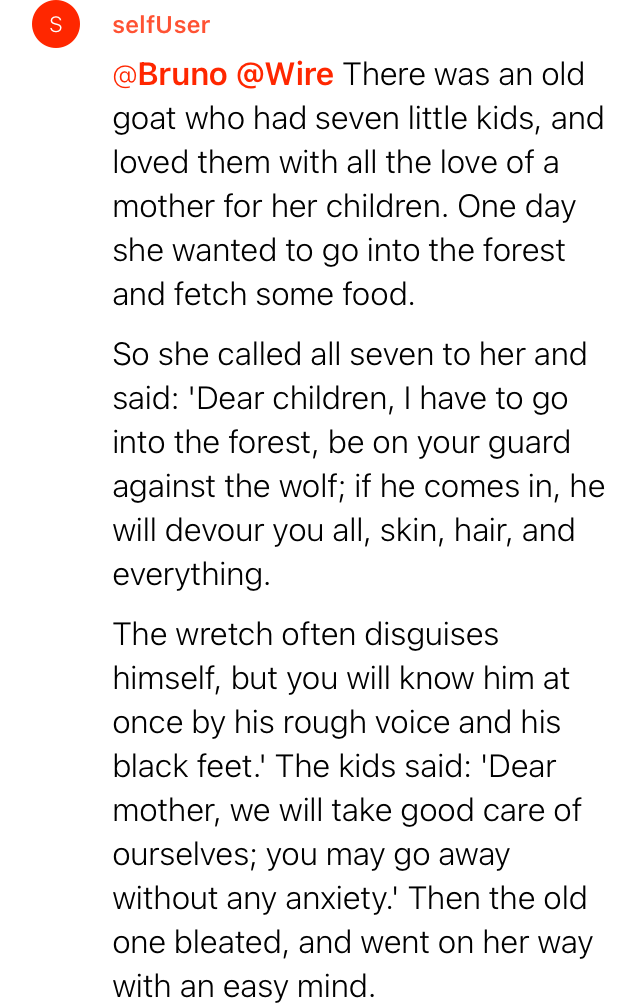 S
selfUser
@Bruno @Wire There was an old
goat who had seven little kids, and
loved them with all the love of a
mother for her children. One day
she wanted to go into the forest
and fetch some food.
So she called all seven to her and
said: 'Dear children, I have to go
into the forest, be on your guard
against the wolf; if he comes in, he
will devour you all, skin, hair, and
everything.
The wretch often disguises
himself, but you will know him at
once by his rough voice and his
black feet.' The kids said: 'Dear
mother, we will take good care of
ourselves; you may go away
without any anxiety.' Then the old
one bleated, and went on her way
with an easy mind.